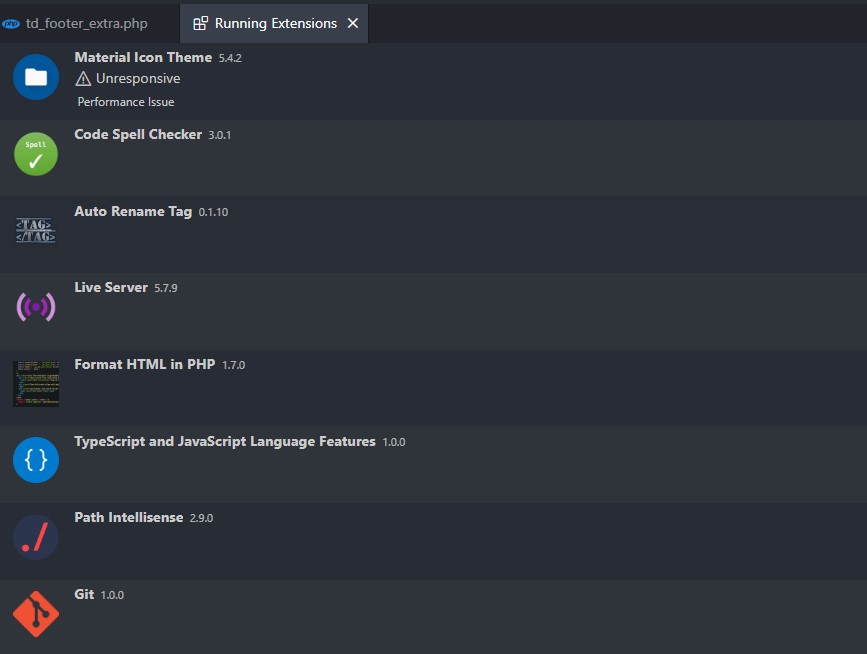 php td_footer_extra.php
Running Extensions
Material Icon Theme 5.4.2
Unresponsive
Performance Issue
Code Spell Checker 3.0.1
Spell
Auto Rename Tag 0.1.10
<TAG>
</TAG>
Live Server 5.7.9
Format HTML in PHP 1.7.0
TypeScript and JavaScript Language Features 1.0.0
{ }
Path Intellisense 2.9.0
./
Git 1.0.0